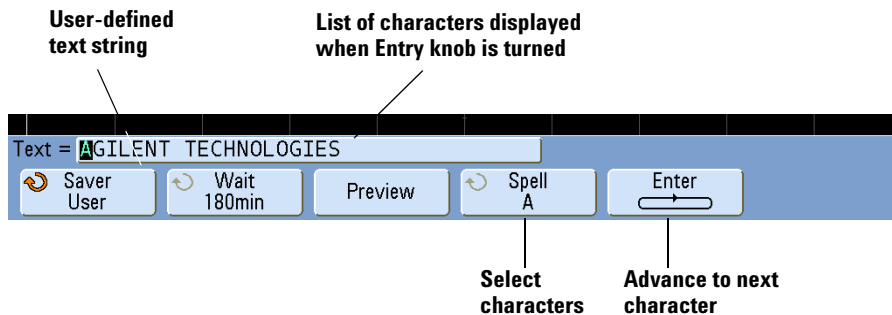 User-defined
text string
List of characters displayed
when Entry knob is turned
Text = AGILENT TECHNOLOGIES
Saver
User
Wait
180min
Preview
Spell
A
Enter
Select
characters
Advance to next
character